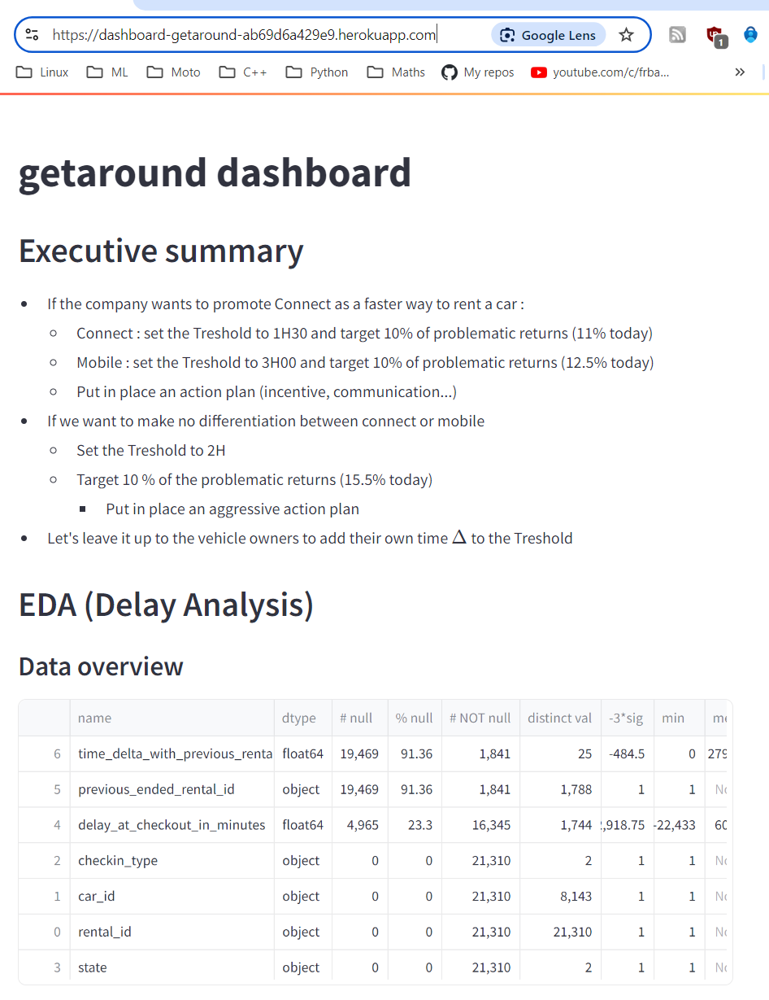 https://dashboard-getaround-ab69d6a429e9.herokuapp.com
Google Lens
1
Linux
ML
Moto
C++
Python
Maths
My repos
youtube.com/c/frba...
getaround dashboard
Executive summary
If the company wants to promote Connect as a faster way to rent a car :
Connect : set the Treshold to 1H30 and target 10% of problematic returns (11% today)
Mobile : set the Treshold to 3H00 and target 10% of problematic returns (12.5% today)
Put in place an action plan (incentive, communication...)
If we want to make no differentiation between connect or mobile
Set the Treshold to 2H
Target 10 % of the problematic returns (15.5% today)
Put in place an aggressive action plan
Let's leave it up to the vehicle owners to add their own time Δ to the Treshold
EDA (Delay Analysis)
Data overview
name dtype # null % null # NOT null distinct val -3*sig min
6 time_delta_with_previous_renta float64 19,469 91.36 1,841 25 -484.5 0 279
5 previous_ended_rental_id object 19,469 91.36 1,841 1,788 1 1
4 delay_at_checkout_in_minutes float64 4,965 23.3 16,345 1,744 ,918.75 -22,433 60
2 checkin_type object 0 0 21,310 2 1 1
1 car_id object 0 0 21,310 8,143 1 1
0 rental_id object 0 0 21,310 21,310 1 1
3 state object 0 0 21,310 2 1 1